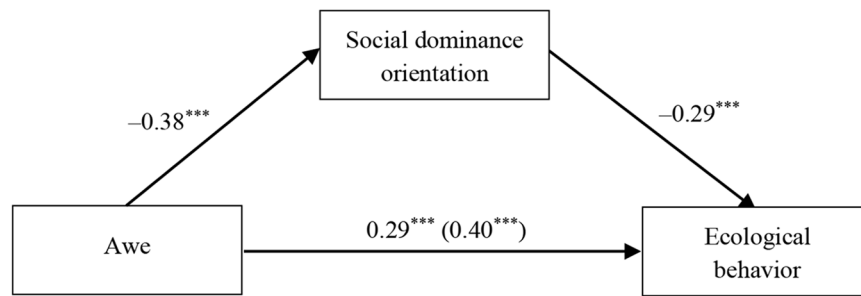 Social dominance
orientation
–0.38***
–0.29***
0.29*** (0.40***)
Awe
Ecological
behavior